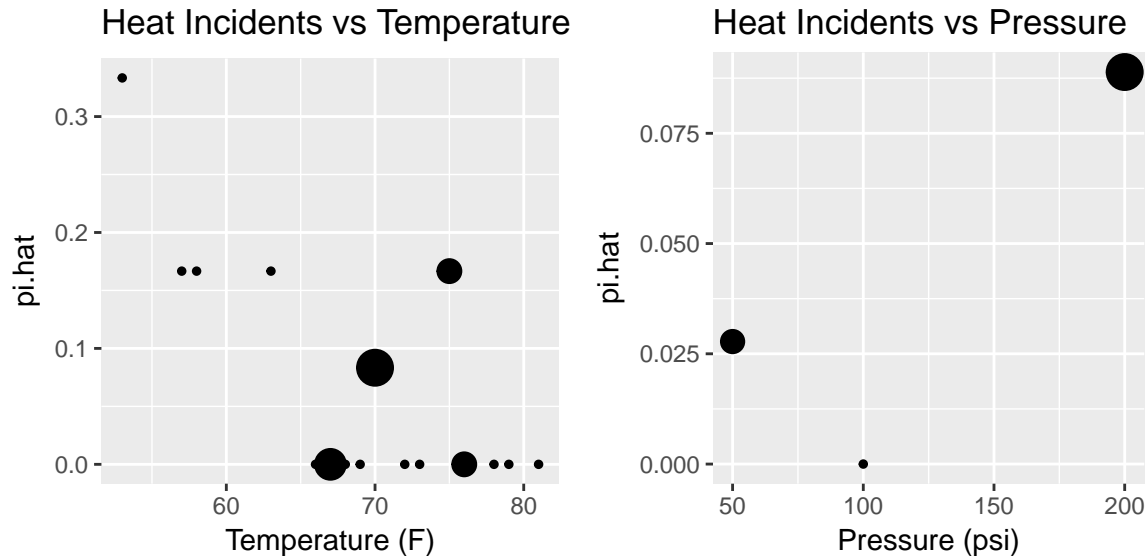 Heat Incidents vs Temperature
0.3
0.2
0.1
0.0
pi.hat
60 70 80
Temperature (F)
Heat Incidents vs Pressure
0.075
0.050
0.025
0.000
pi.hat
50 100 150 200
Pressure (psi)